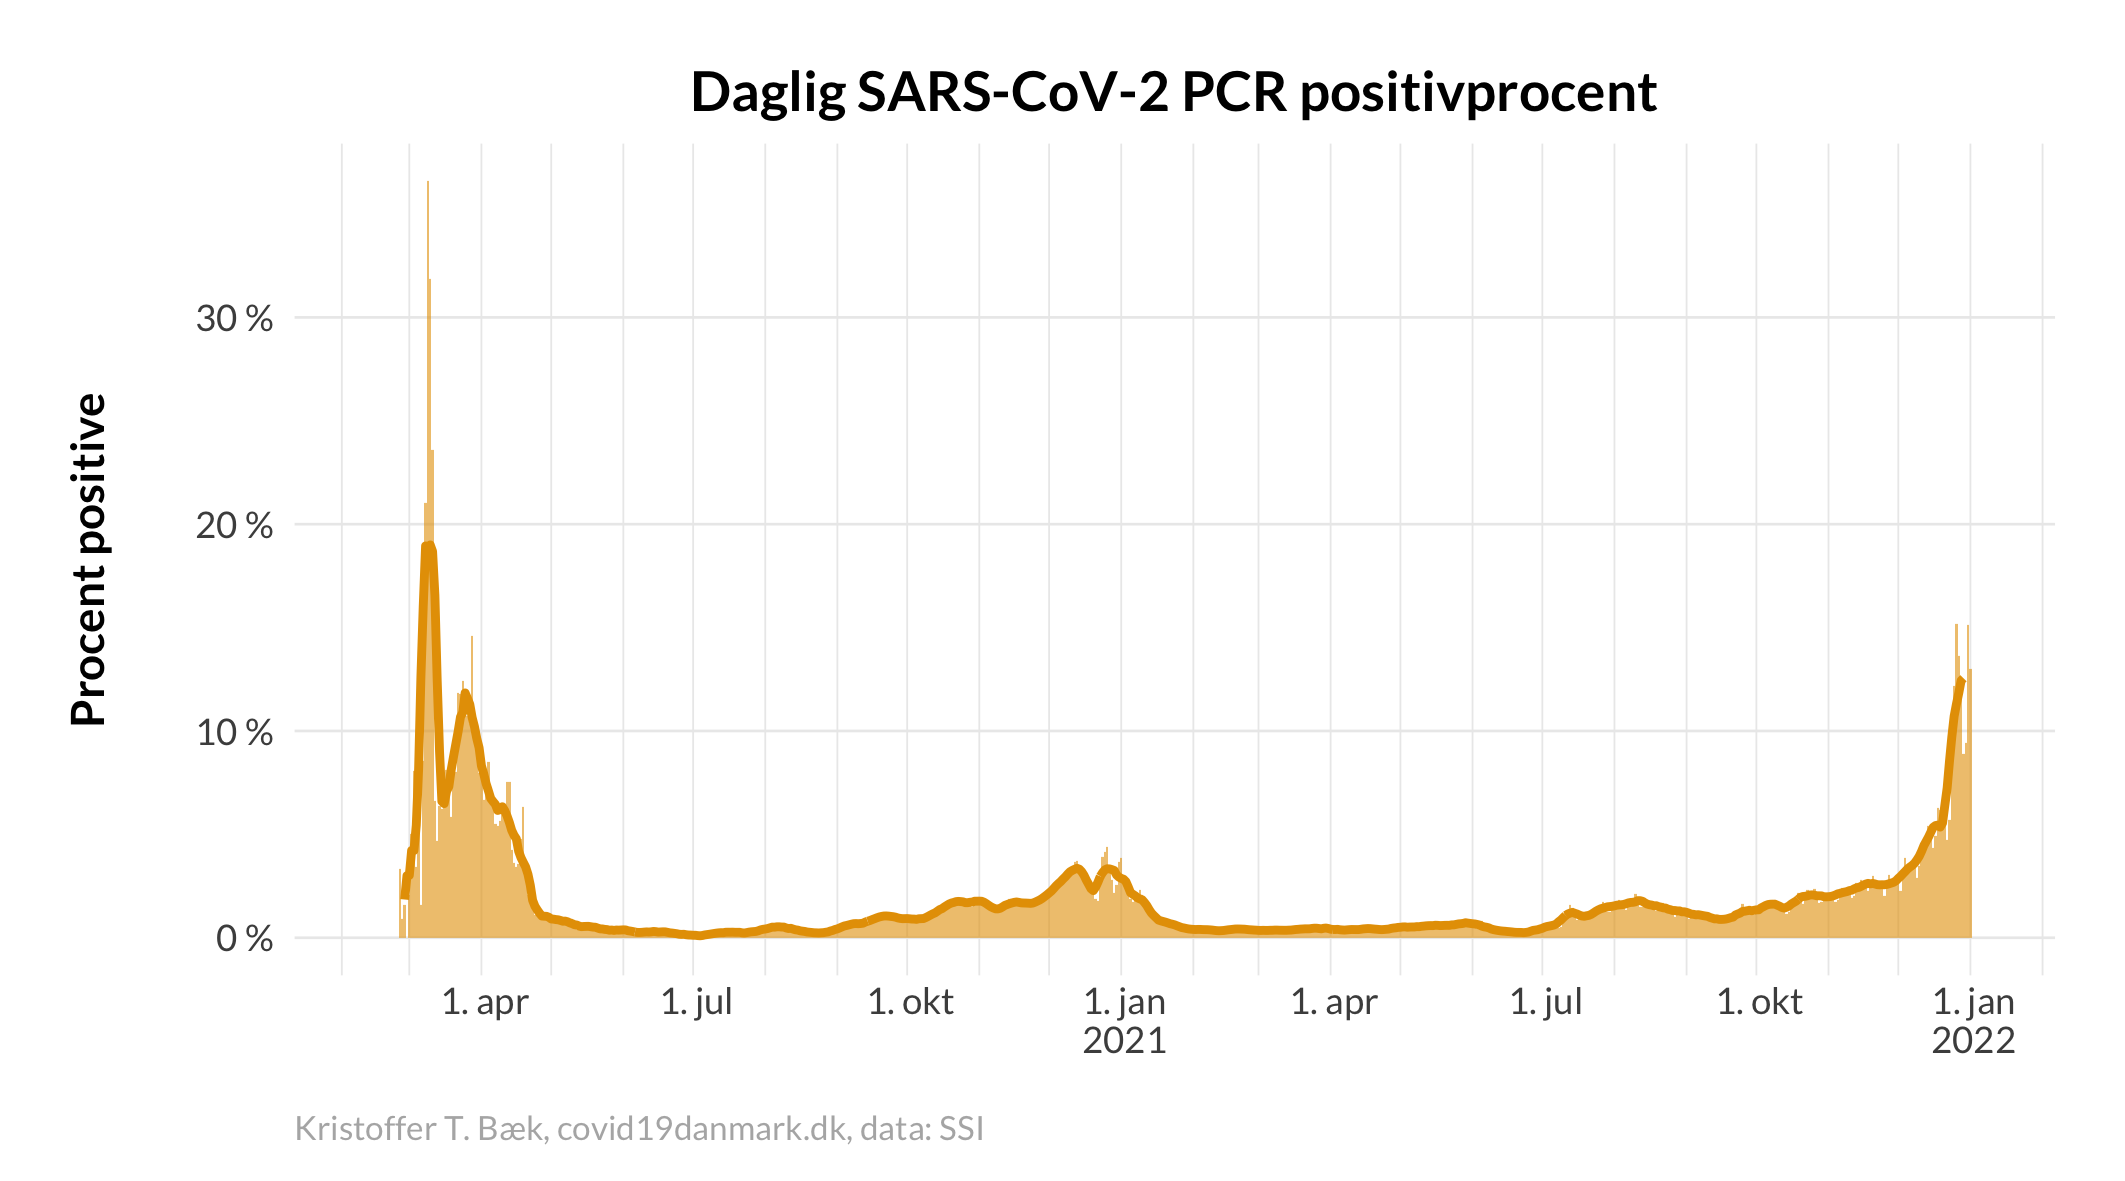 Daglig SARS-CoV-2 PCR positivprocent
Procent positive
30 %
20 %
10 %
0 %
1. apr
1. jul
1. okt
1. jan
2021
1. apr
1. jul
1. okt
1. jan
2022
Kristoffer T. Bæk, covid19danmark.dk, data: SSI